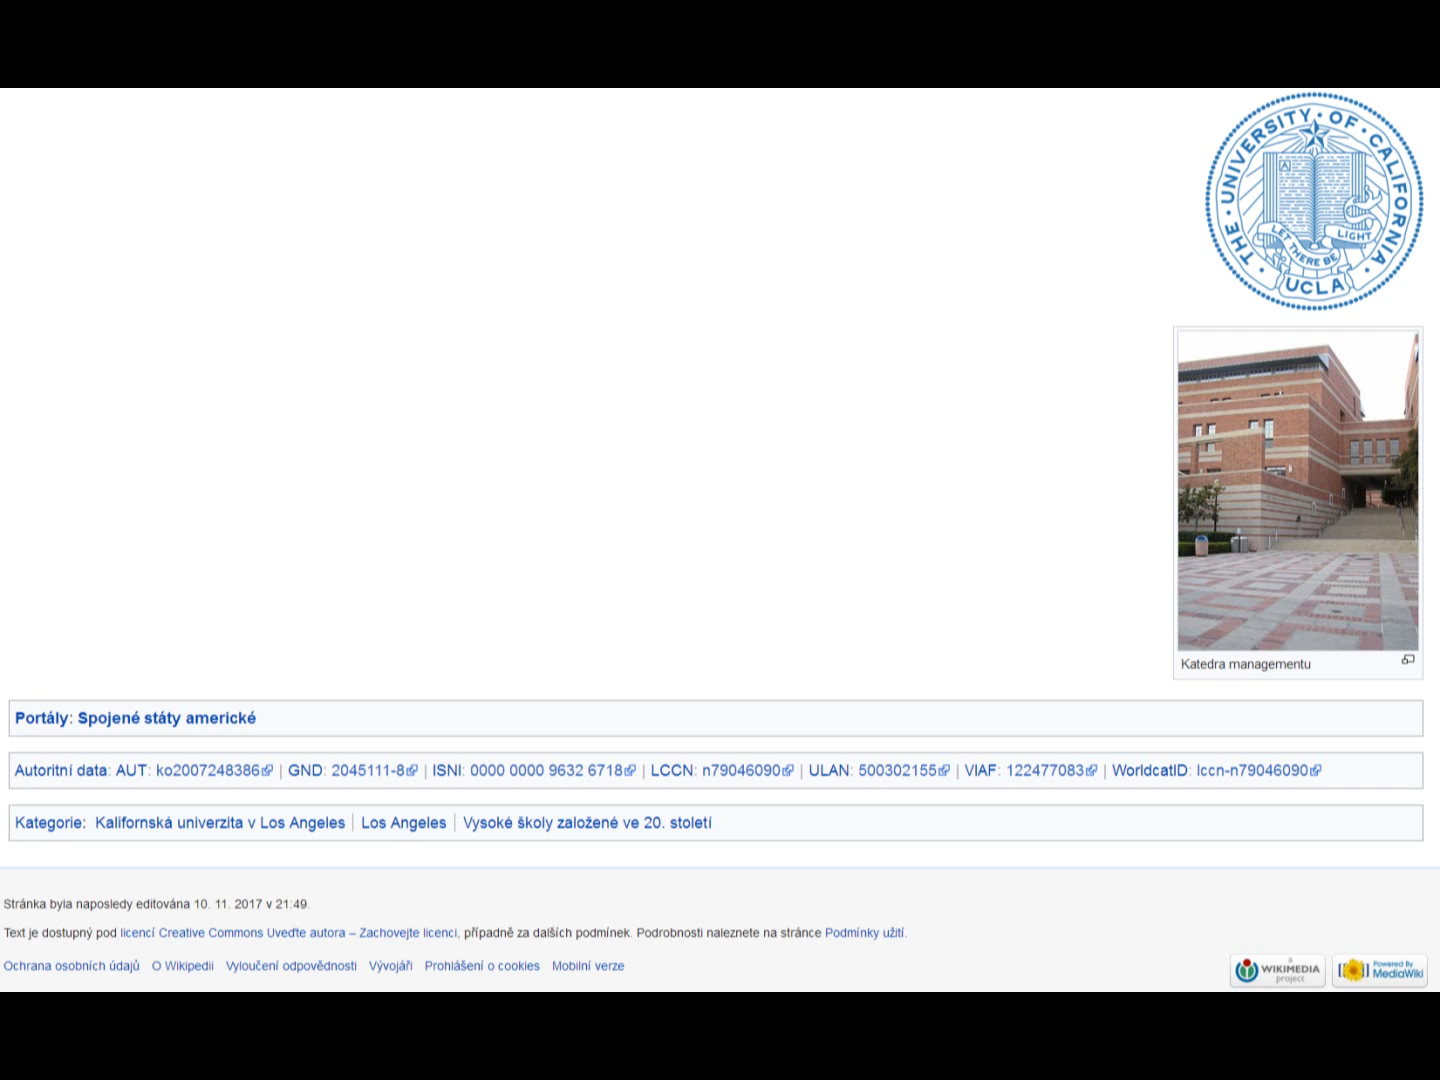 THE • UNIVERSITY • OF • CALIFORNIA
LET THERE BE LIGHT
UCLA
Katedra managementu
Portály: Spojené státy americké
Autoritní data: AUT: ko2007248386 | GND: 2045111-8 | ISNI: 0000 0000 9632 6718 | LCCN: n79046090 | ULAN: 500302155 | VIAF: 122477083 | WorldcatID: lccn-n79046090
Kategorie: Kalifornská univerzita v Los Angeles | Los Angeles | Vysoké školy založené ve 20. století
Stránka byla naposledy editována 10. 11. 2017 v 21:49.
Text je dostupný pod licencí Creative Commons Uveďte autora – Zachovejte licenci, případně za dalších podmínek. Podrobnosti naleznete na stránce Podmínky užití.
Ochrana osobních údajů O Wikipedii Vyloučení odpovědnosti Vývojáři Prohlášení o cookies Mobilní verze
a
WIKIMEDIA
project
Powered By
MediaWiki